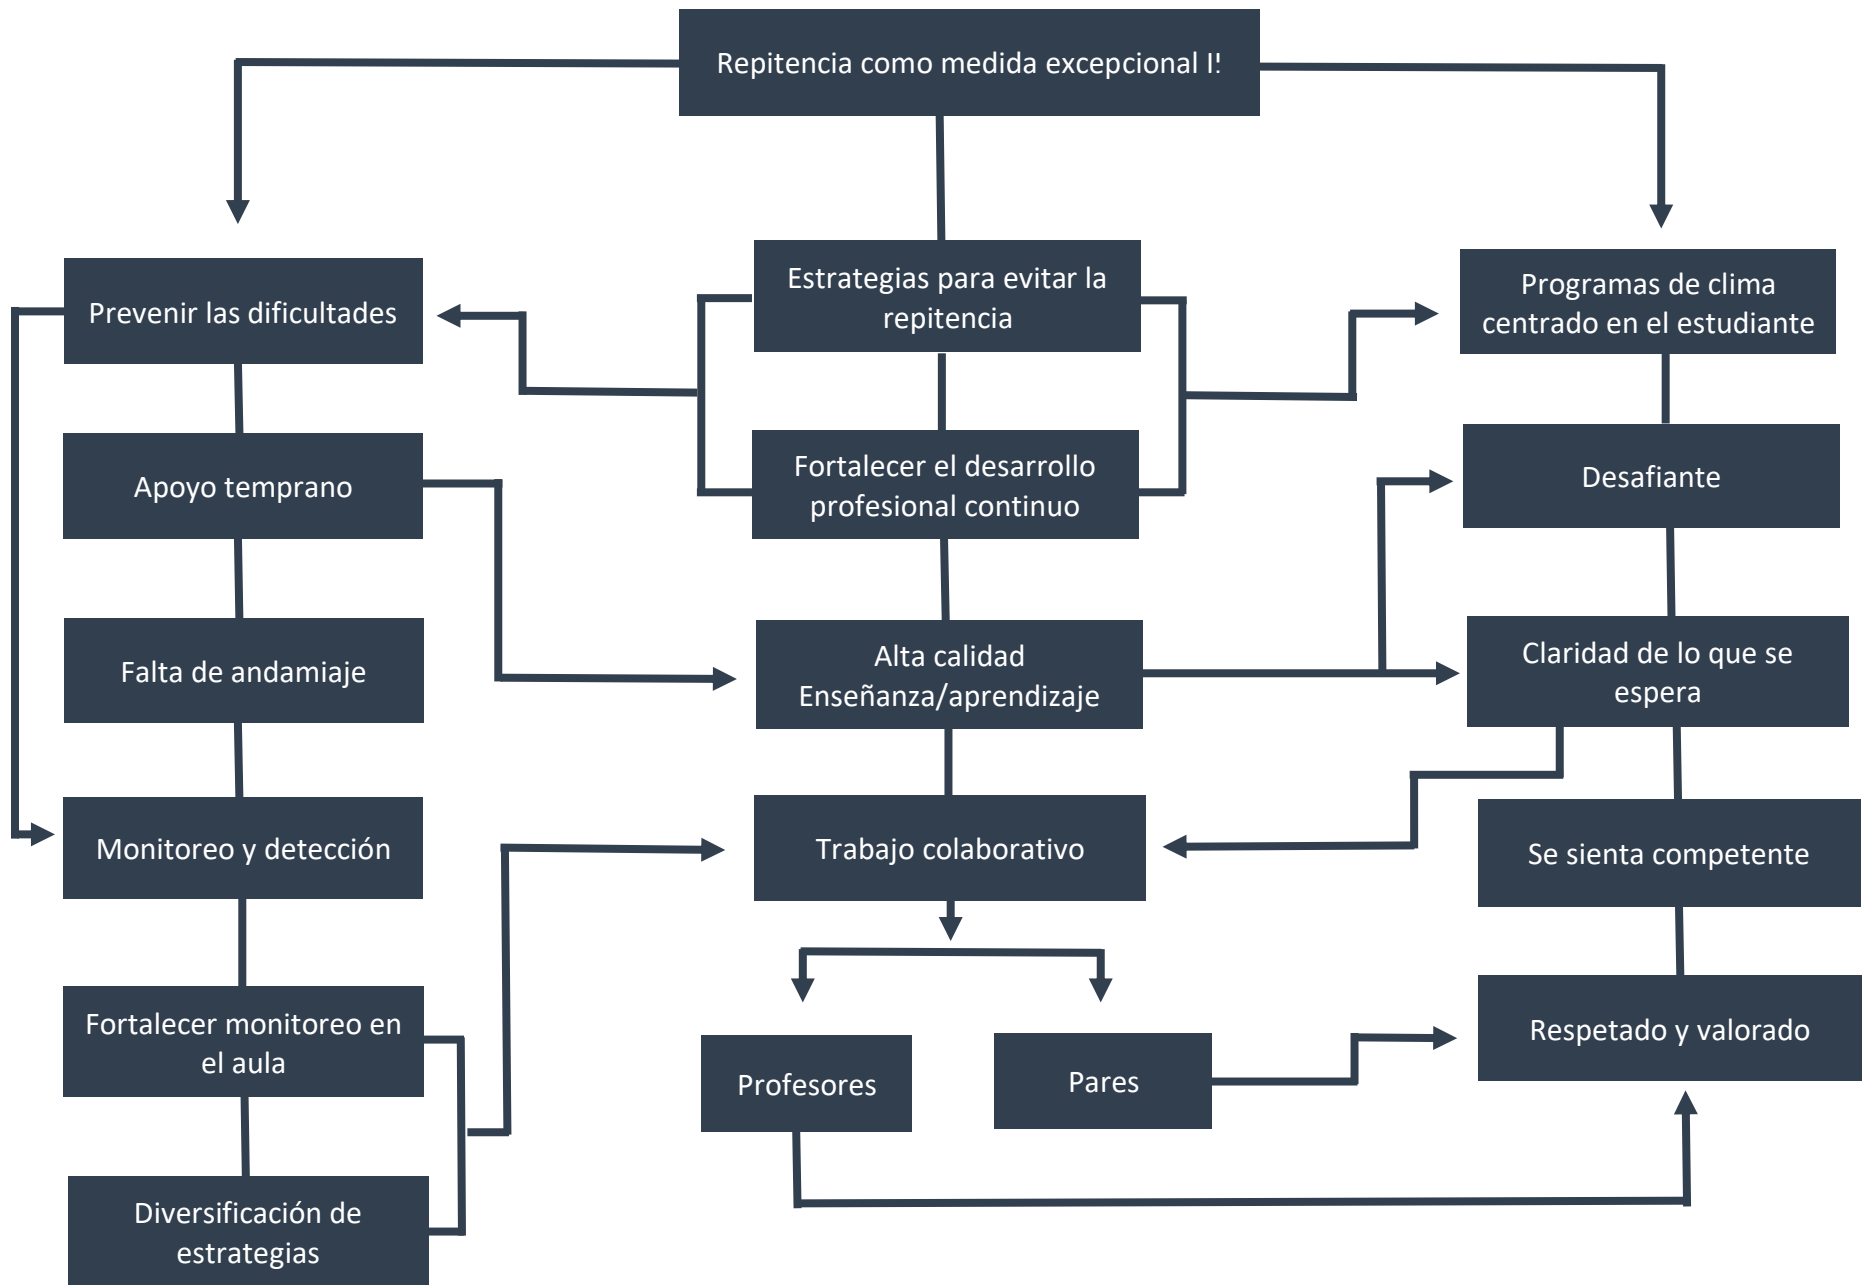 Repitencia como medida excepcional I!
Prevenir las dificultades
Estrategias para evitar la
repitencia
Programas de clima
centrado en el estudiante
Apoyo temprano
Fortalecer el desarrollo
profesional continuo
Desafiante
Falta de andamiaje
Alta calidad
Enseñanza/aprendizaje
Claridad de lo que se
espera
Monitoreo y detección
Trabajo colaborativo
Se sienta competente
Fortalecer monitoreo en
el aula
Profesores
Pares
Respetado y valorado
Diversificación de
estrategias